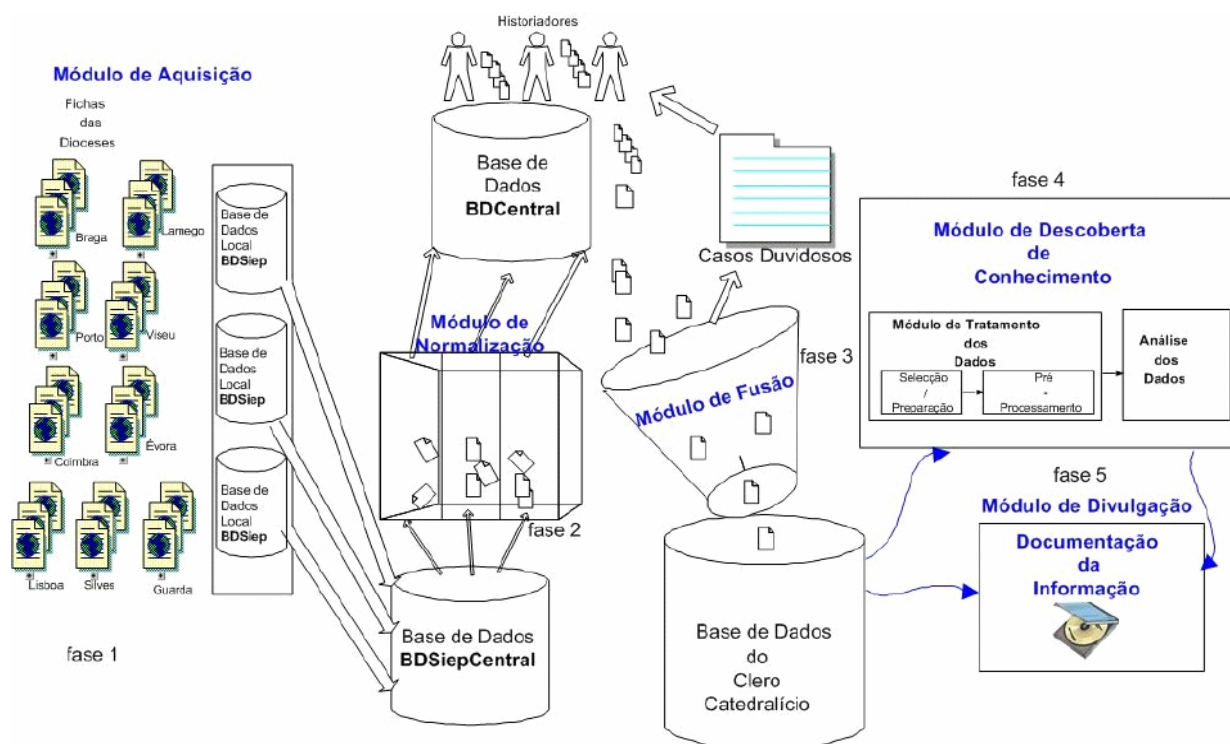 Historiadores
Módulo de Aquisição
Fichas
das
Dioceses
Braga
Lamego
Porto
Viseu
Coimbra
Évora
Lisboa
Silves
Guarda
fase 1
Base de
Dados
Local
BDSiep
Base de
Dados
Local
BDSiep
Base de
Dados
Local
BDSiep
Base de Dados
BDSiepCentral
Módulo de
Normalização
fase 2
Base de
Dados
BDCentral
Casos Duvidosos
Módulo de Fusão
fase 3
Base de Dados
do
Clero
Catedralício
fase 4
Módulo de Descoberta
de
Conhecimento
Módulo de Tratamento
dos
Dados
Selecção
/
Preparação
Pré
-
Processamento
Análise
dos
Dados
fase 5
Módulo de Divulgação
Documentação
da
Informação